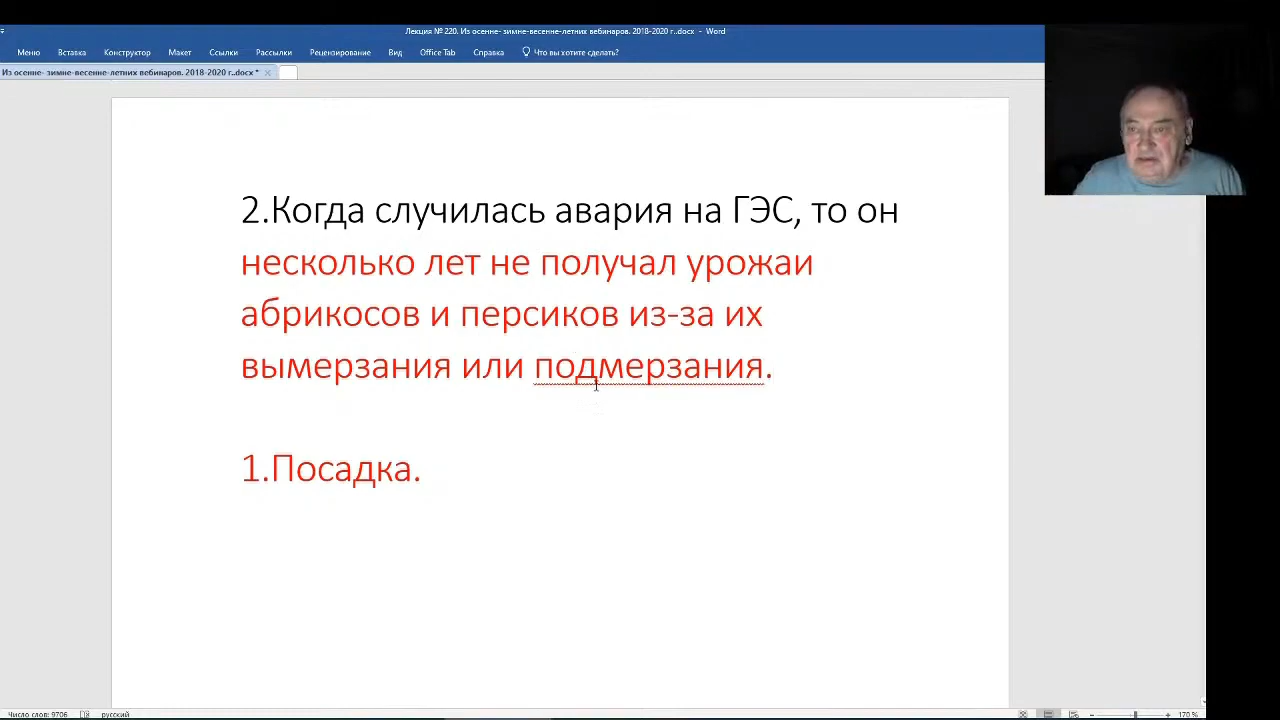 Лекция № 220. Из осенне- зимне-весенне-летних вебинаров. 2018-2020 г..docx - Word
Меню Вставка Конструктор Макет Ссылки Рассылки Рецензирование Вид Office Tab Справка Что вы хотите сделать?
Из осенне- зимне-весенне-летних вебинаров. 2018-2020 г..docx *
2.Когда случилась авария на ГЭС, то он
несколько лет не получал урожаи
абрикосов и персиков из-за их
вымерзания или подмерзания.
1.Посадка.
Число слов: 9706 русский 170 %